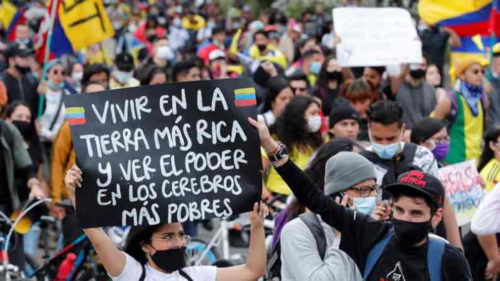 VIVIR EN LA
TIERRA MÁS RICA
Y VER EL PODER
EN LOS CEREBROS
MÁS POBRES